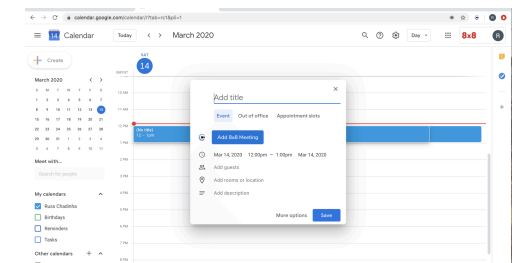 calendar.google.com/calendar/r?tab=rc1&pli=1
14 Calendar Today March 2020 Day 8x8 R
Create
SAT
14
March 2020
S M T W T F S
1 2 3 4 5 6 7
8 9 10 11 12 13 14
15 16 17 18 19 20 21
22 23 24 25 26 27 28
29 30 31 1 2 3 4
5 6 7 8 9 10 11
Meet with...
Search for people
My calendars
Russ Chadinha
Birthdays
Reminders
Tasks
Other calendars
10 AM
11 AM
12 PM
(No title)
12 – 1pm
1 PM
2 PM
3 PM
4 PM
5 PM
6 PM
7 PM
8 PM
Add title
Event Out of office Appointment slots
Add 8x8 Meeting
Mar 14, 2020 12:00pm – 1:00pm Mar 14, 2020
Add guests
Add rooms or location
Add description
More options Save